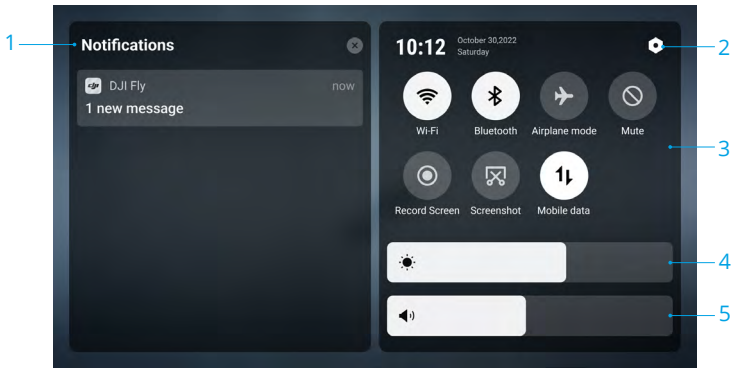 1
Notifications
DJI Fly
now
1 new message
10:12
October 30,2022
Saturday
2
Wi-Fi
Bluetooth
Airplane mode
Mute
3
Record Screen
Screenshot
Mobile data
4
5